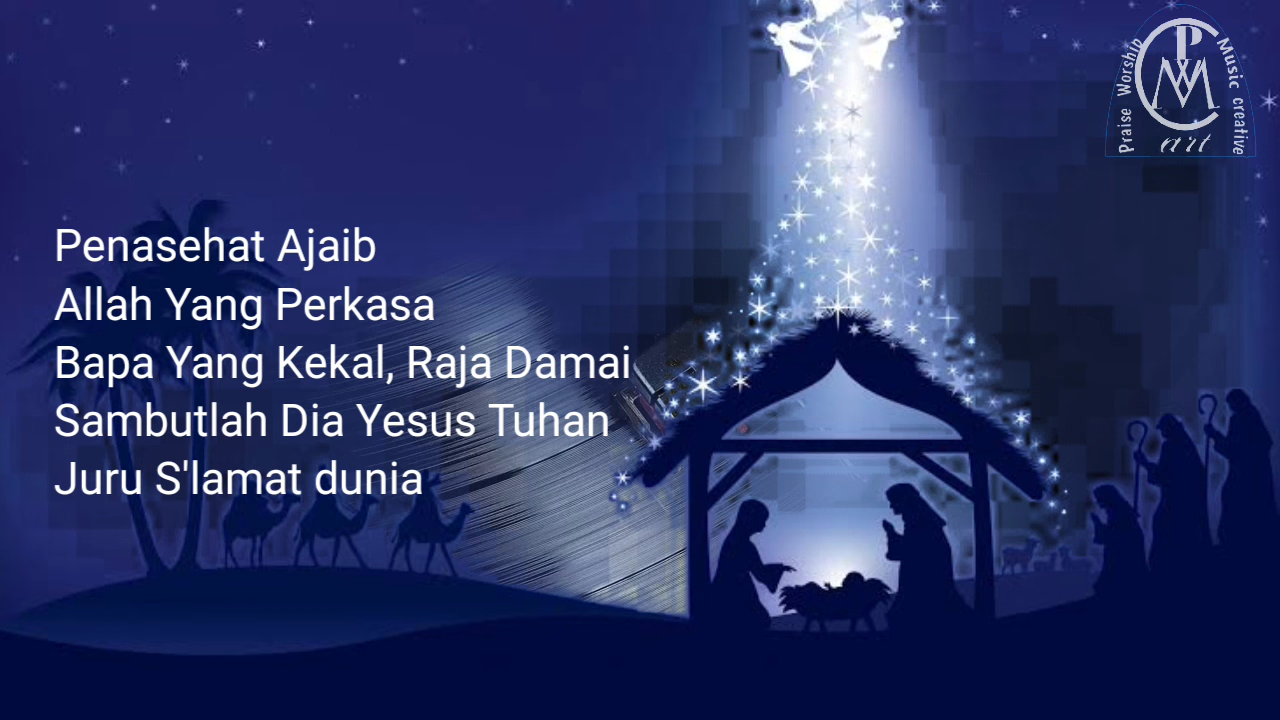 Penasehat Ajaib
Allah Yang Perkasa
Bapa Yang Kekal, Raja Damai
Sambutlah Dia Yesus Tuhan
Juru S'lamat dunia
Praise Worship
Music creative
PWMC
art